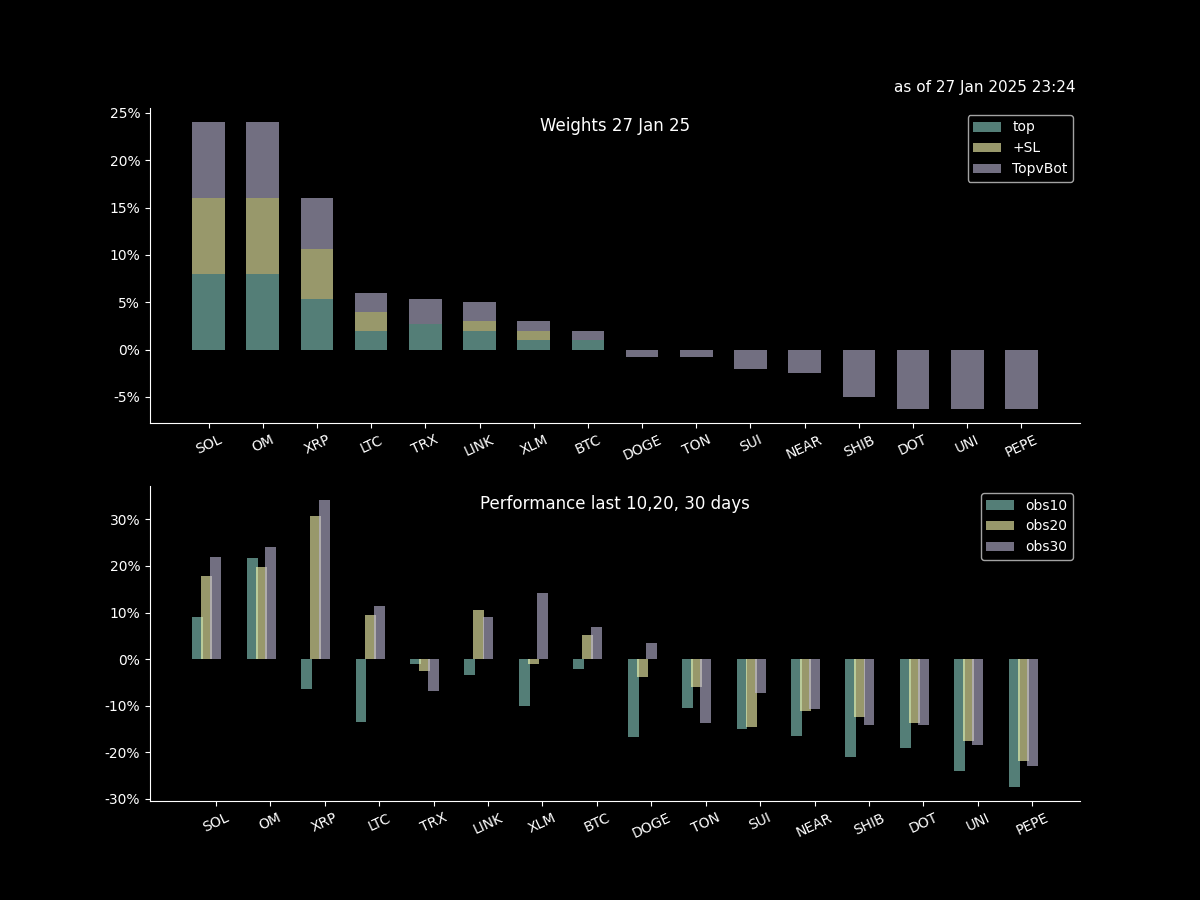 as of 27 Jan 2025 23:24
Weights 27 Jan 25
top
+SL
TopvBot
25%
20%
15%
10%
5%
0%
-5%
SOL OM XRP LTC TRX LINK XLM BTC DOGE TON SUI NEAR SHIB DOT UNI PEPE
Performance last 10,20, 30 days
obs10
obs20
obs30
30%
20%
10%
0%
-10%
-20%
-30%
SOL OM XRP LTC TRX LINK XLM BTC DOGE TON SUI NEAR SHIB DOT UNI PEPE